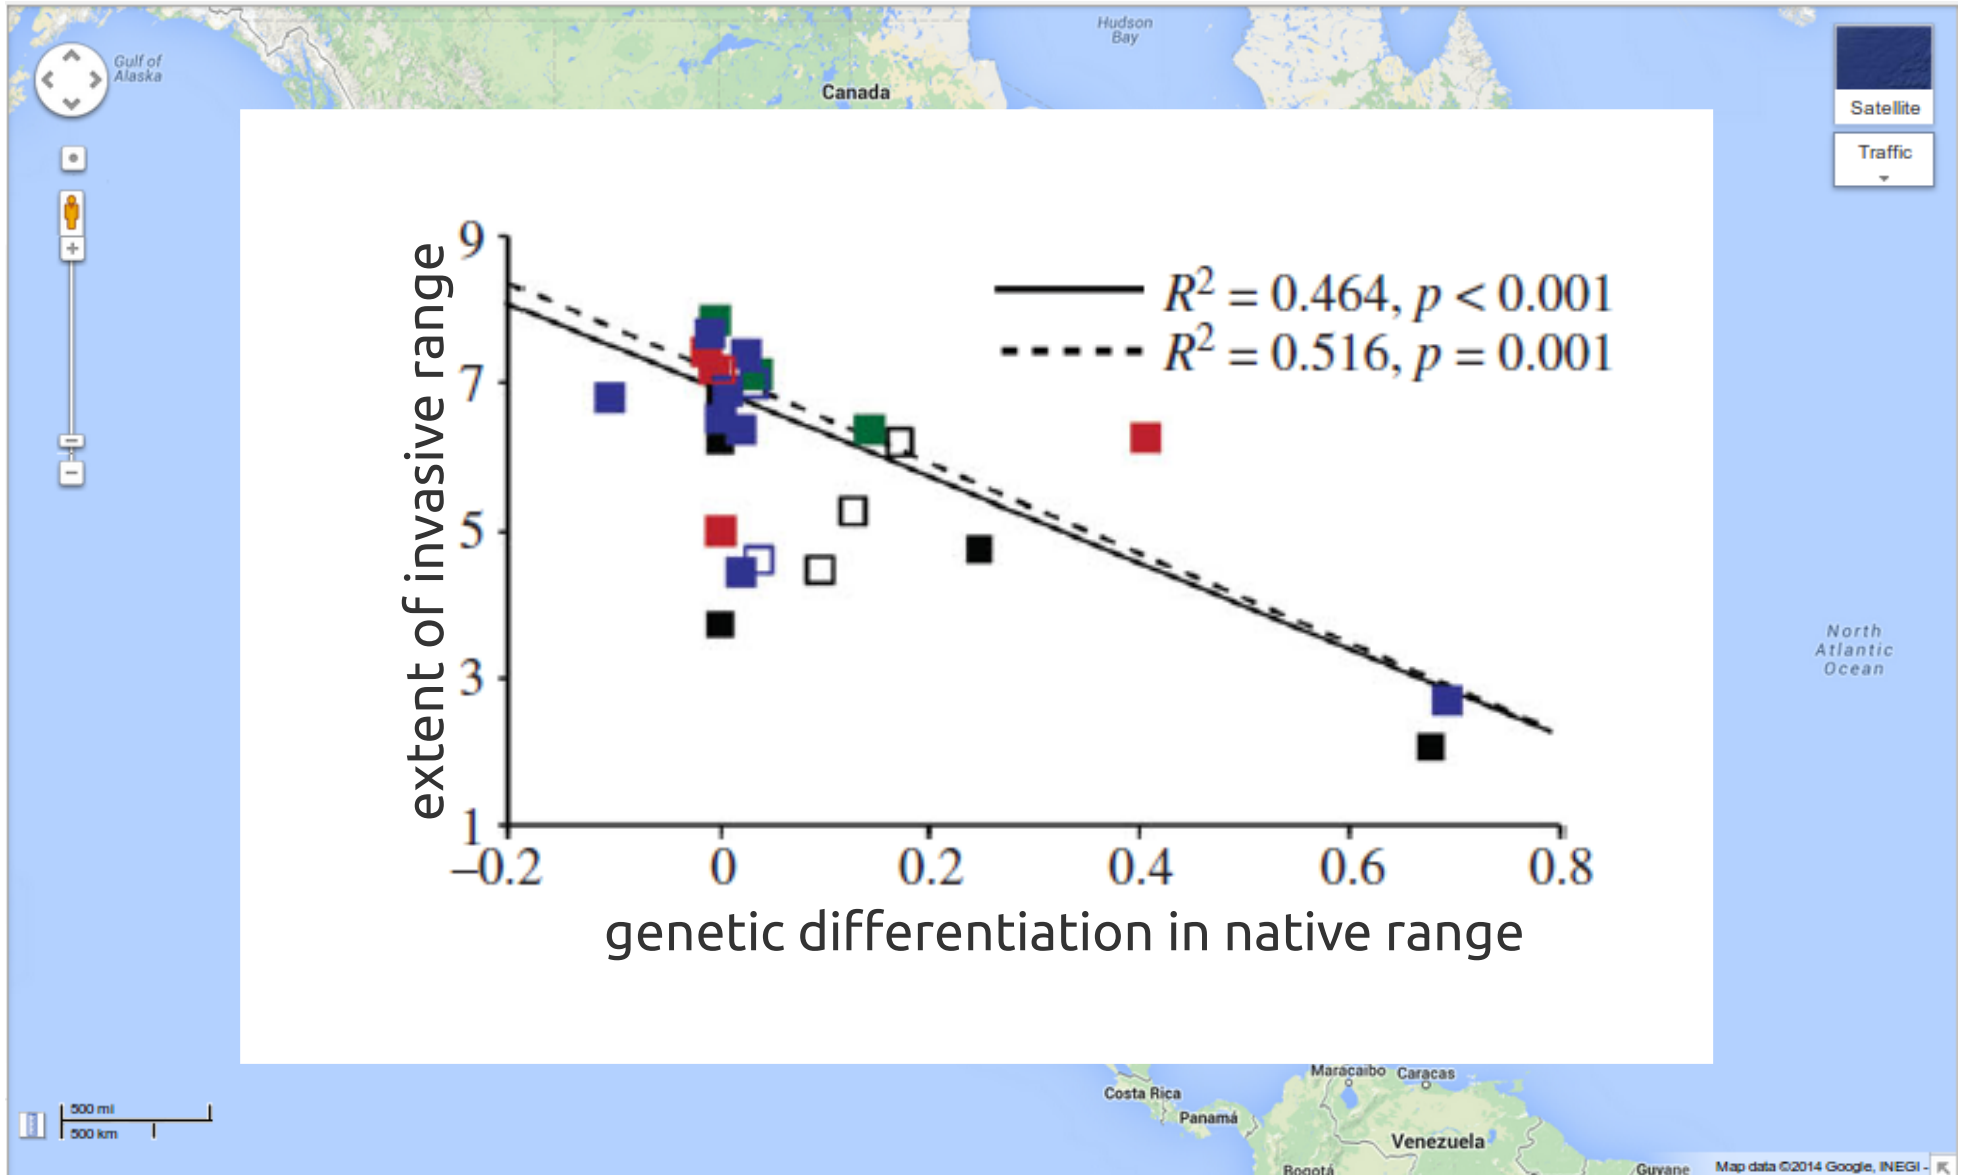 Hudson
Bay
Gulf of
Alaska
Canada
Satellite
Traffic
extent of invasive range
9
7
5
3
1
R² = 0.464, p < 0.001
R² = 0.516, p = 0.001
–0.2 0 0.2 0.4 0.6 0.8
genetic differentiation in native range
North
Atlantic
Ocean
500 mi
500 km
Maracaibo Caracas
Costa Rica
Panamá
Venezuela
Bogotá
Guyane
Map data ©2014 Google, INEGI -